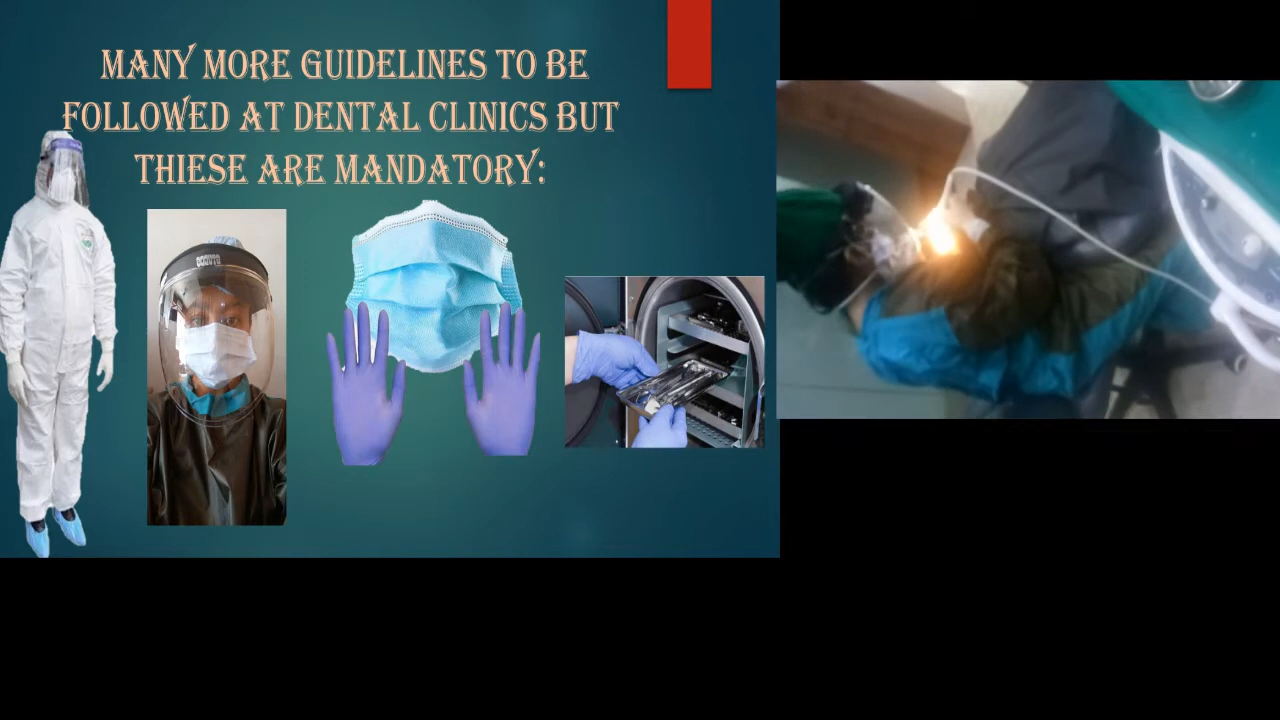 MANY MORE GUIDELINES TO BE
FOLLOWED AT DENTAL CLINICS BUT
THIESE ARE MANDATORY: